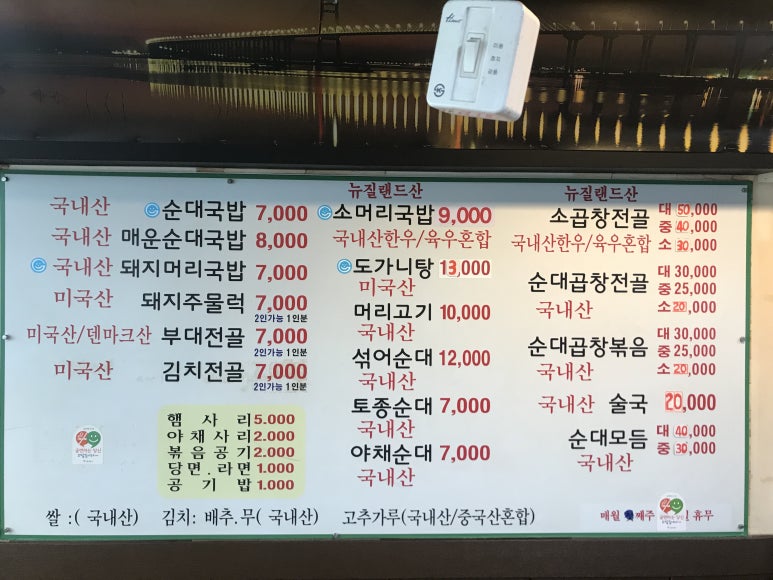 국내산 순대국밥 7,000
국내산 매운순대국밥 8,000
국내산 돼지머리국밥 7,000
미국산 돼지주물럭 7,000
2인가능 1인분
미국산/덴마크산 부대전골 7,000
2인가능 1인분
미국산 김치전골 7,000
2인가능 1인분
햄 사 리 5.000
야 채 사 리 2.000
볶 음 공 기 2.000
당 면 . 라 면 1.000
공 기 밥 1.000
뉴질랜드산
소머리국밥 9,000
국내산한우/육우혼합
도가니탕 13,000
미국산
머리고기 10,000
국내산
섞어순대 12,000
국내산
토종순대 7,000
국내산
야채순대 7,000
국내산
뉴질랜드산
소곱창전골 대 50,000
중 40,000
국내산한우/육우혼합 소 30,000
순대곱창전골 대 30,000
중 25,000
국내산 소 20,000
순대곱창볶음 대 30,000
중 25,000
국내산 소 20,000
국내산 술국 20,000
순대모듬 대 40,000
중 30,000
국내산
쌀 :( 국내산) 김치: 배추.무( 국내산) 고추가루(국내산/중국산혼합)
매월 째주 휴무